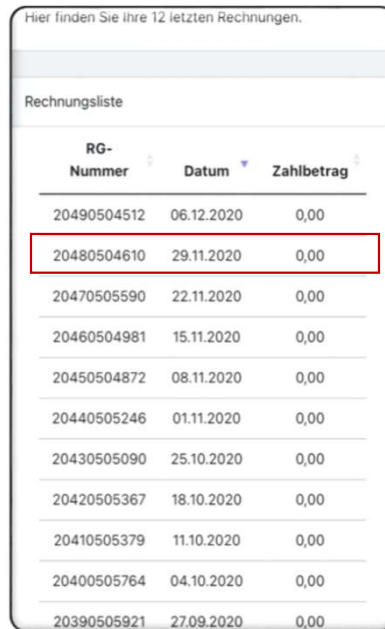 Hier finden Sie Ihre 12 letzten Rechnungen.
Rechnungsliste
RG-
Nummer Datum Zahlbetrag
20490504512 06.12.2020 0,00
20480504610 29.11.2020 0,00
20470505590 22.11.2020 0,00
20460504981 15.11.2020 0,00
20450504872 08.11.2020 0,00
20440505246 01.11.2020 0,00
20430505090 25.10.2020 0,00
20420505367 18.10.2020 0,00
20410505379 11.10.2020 0,00
20400505764 04.10.2020 0,00
20390505921 27.09.2020 0,00